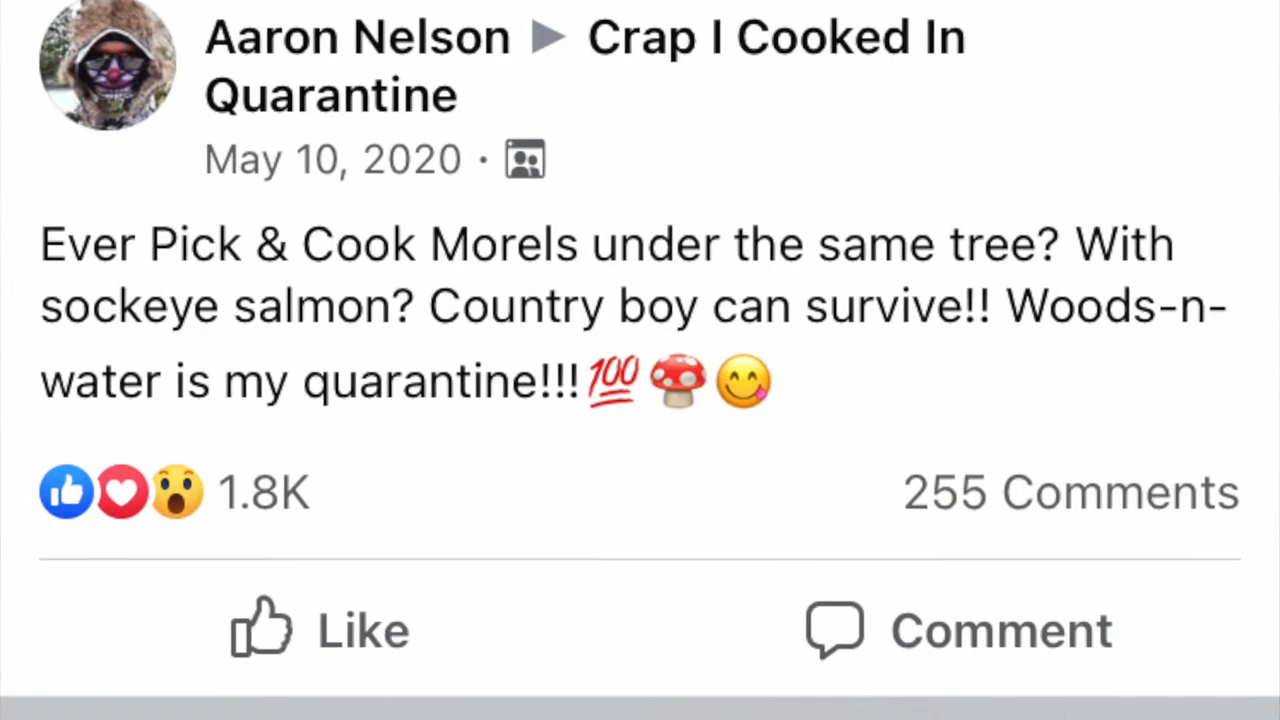 Aaron Nelson ▶ Crap I Cooked In
Quarantine
May 10, 2020 ·
Ever Pick & Cook Morels under the same tree? With
sockeye salmon? Country boy can survive!! Woods-n-
water is my quarantine!!!💯🍄😋
1.8K 255 Comments
Like Comment